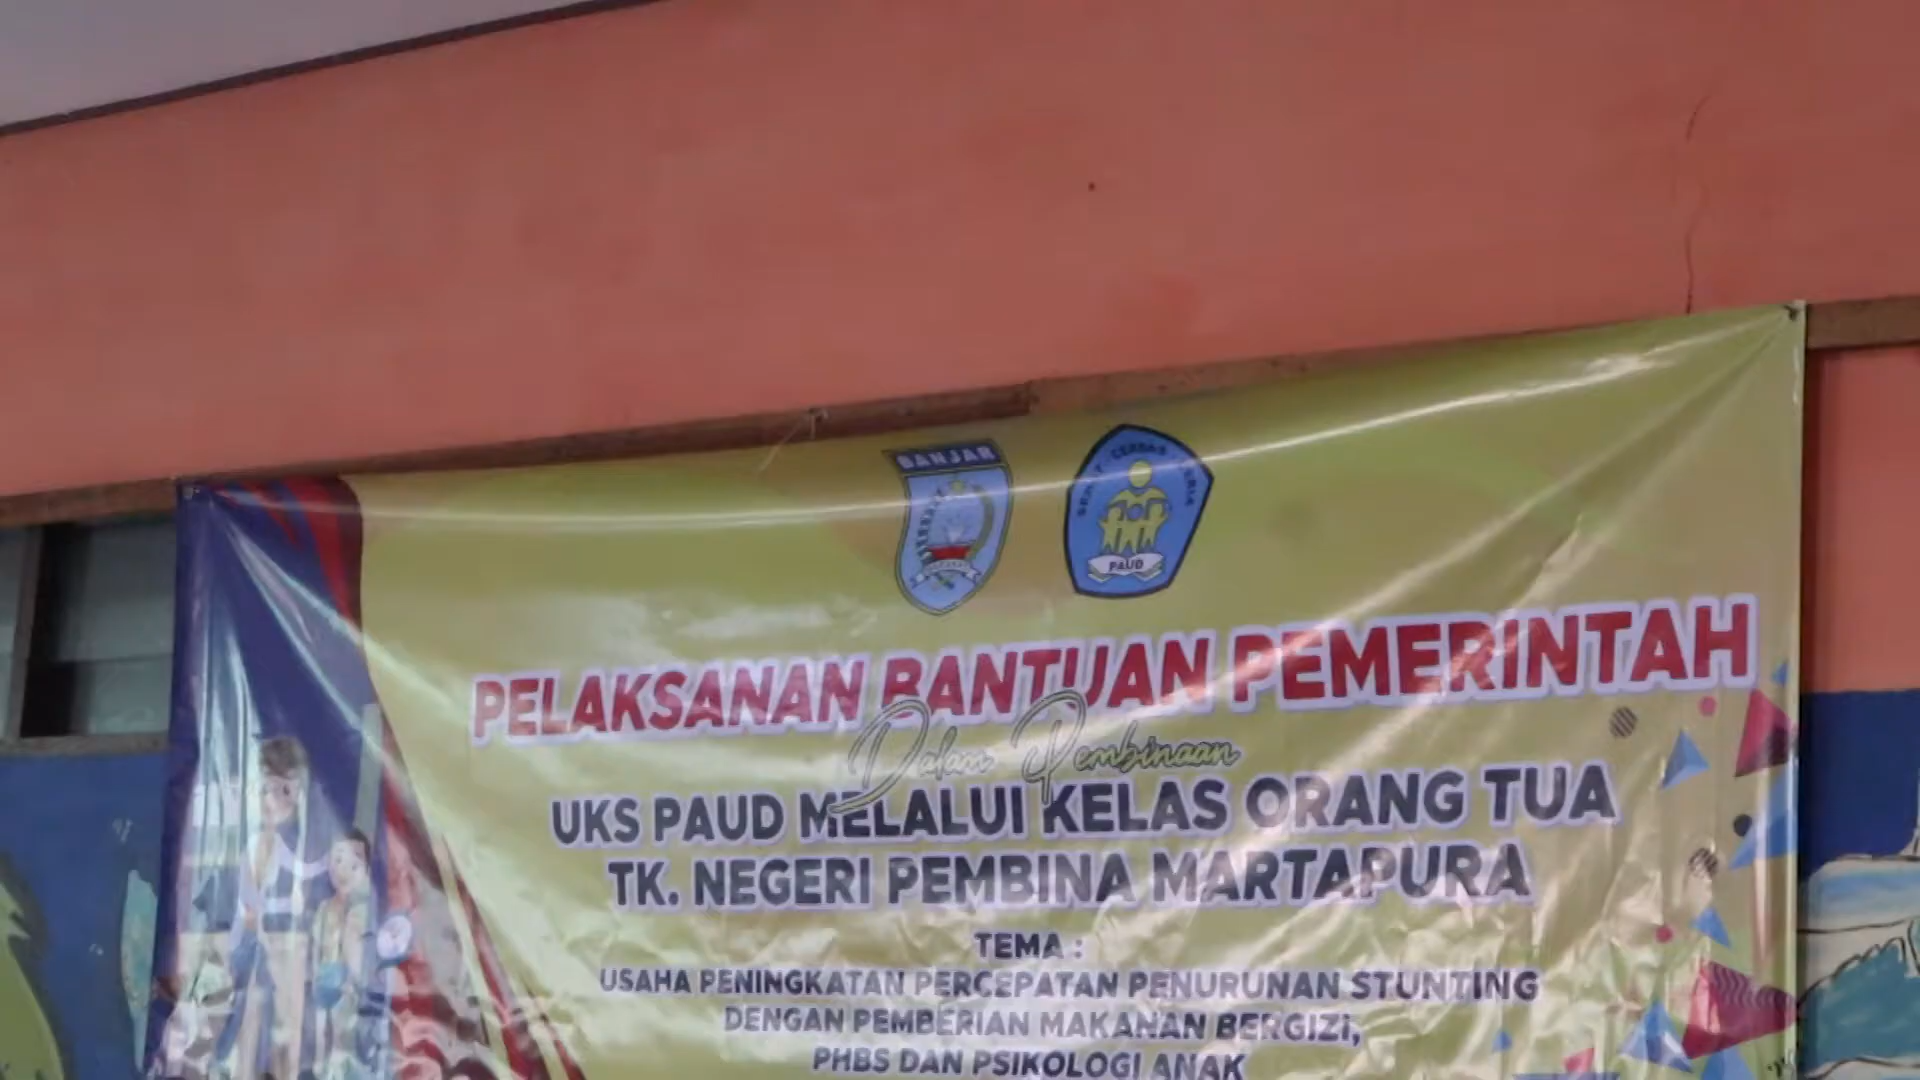 BANJAR
CERDAS
PAUD
PELAKSANAN BANTUAN PEMERINTAH
Dalam Pembinaan
UKS PAUD MELALUI KELAS ORANG TUA
TK. NEGERI PEMBINA MARTAPURA
TEMA :
USAHA PENINGKATAN PERCEPATAN PENURUNAN STUNTING
DENGAN PEMBERIAN MAKANAN BERGIZI,
PHBS DAN PSIKOLOGI ANAK